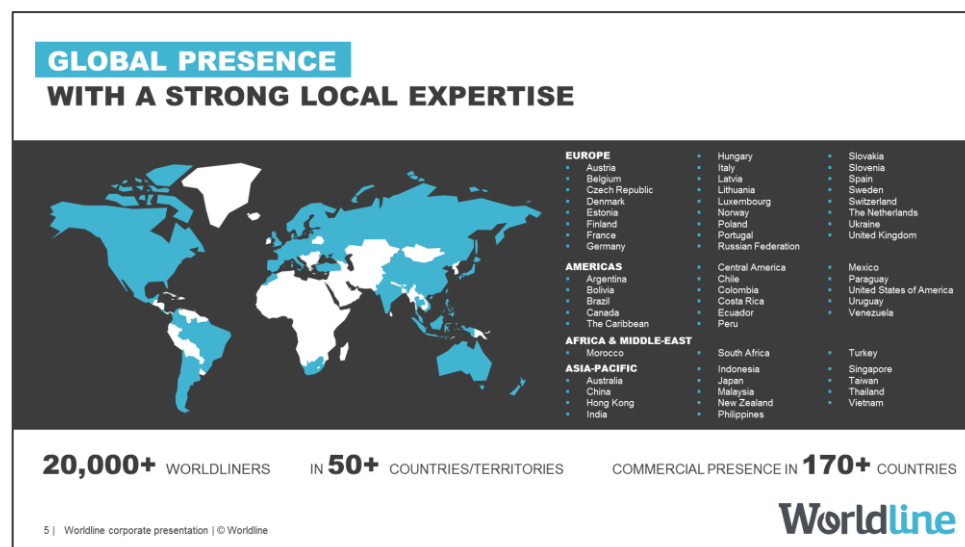 GLOBAL PRESENCE
WITH A STRONG LOCAL EXPERTISE
EUROPE
Austria
Belgium
Czech Republic
Denmark
Estonia
Finland
France
Germany
Hungary
Italy
Latvia
Lithuania
Luxembourg
Norway
Poland
Portugal
Russian Federation
Slovakia
Slovenia
Spain
Sweden
Switzerland
The Netherlands
Ukraine
United Kingdom
AMERICAS
Argentina
Bolivia
Brazil
Canada
The Caribbean
Central America
Chile
Colombia
Costa Rica
Ecuador
Peru
Mexico
Paraguay
United States of America
Uruguay
Venezuela
AFRICA & MIDDLE-EAST
Morocco
South Africa
Turkey
ASIA-PACIFIC
Australia
China
Hong Kong
India
Indonesia
Japan
Malaysia
New Zealand
Philippines
Singapore
Taiwan
Thailand
Vietnam
20,000+ WORLDLINERS
IN 50+ COUNTRIES/TERRITORIES
COMMERCIAL PRESENCE IN 170+ COUNTRIES
5 | Worldline corporate presentation | © Worldline
Worldline